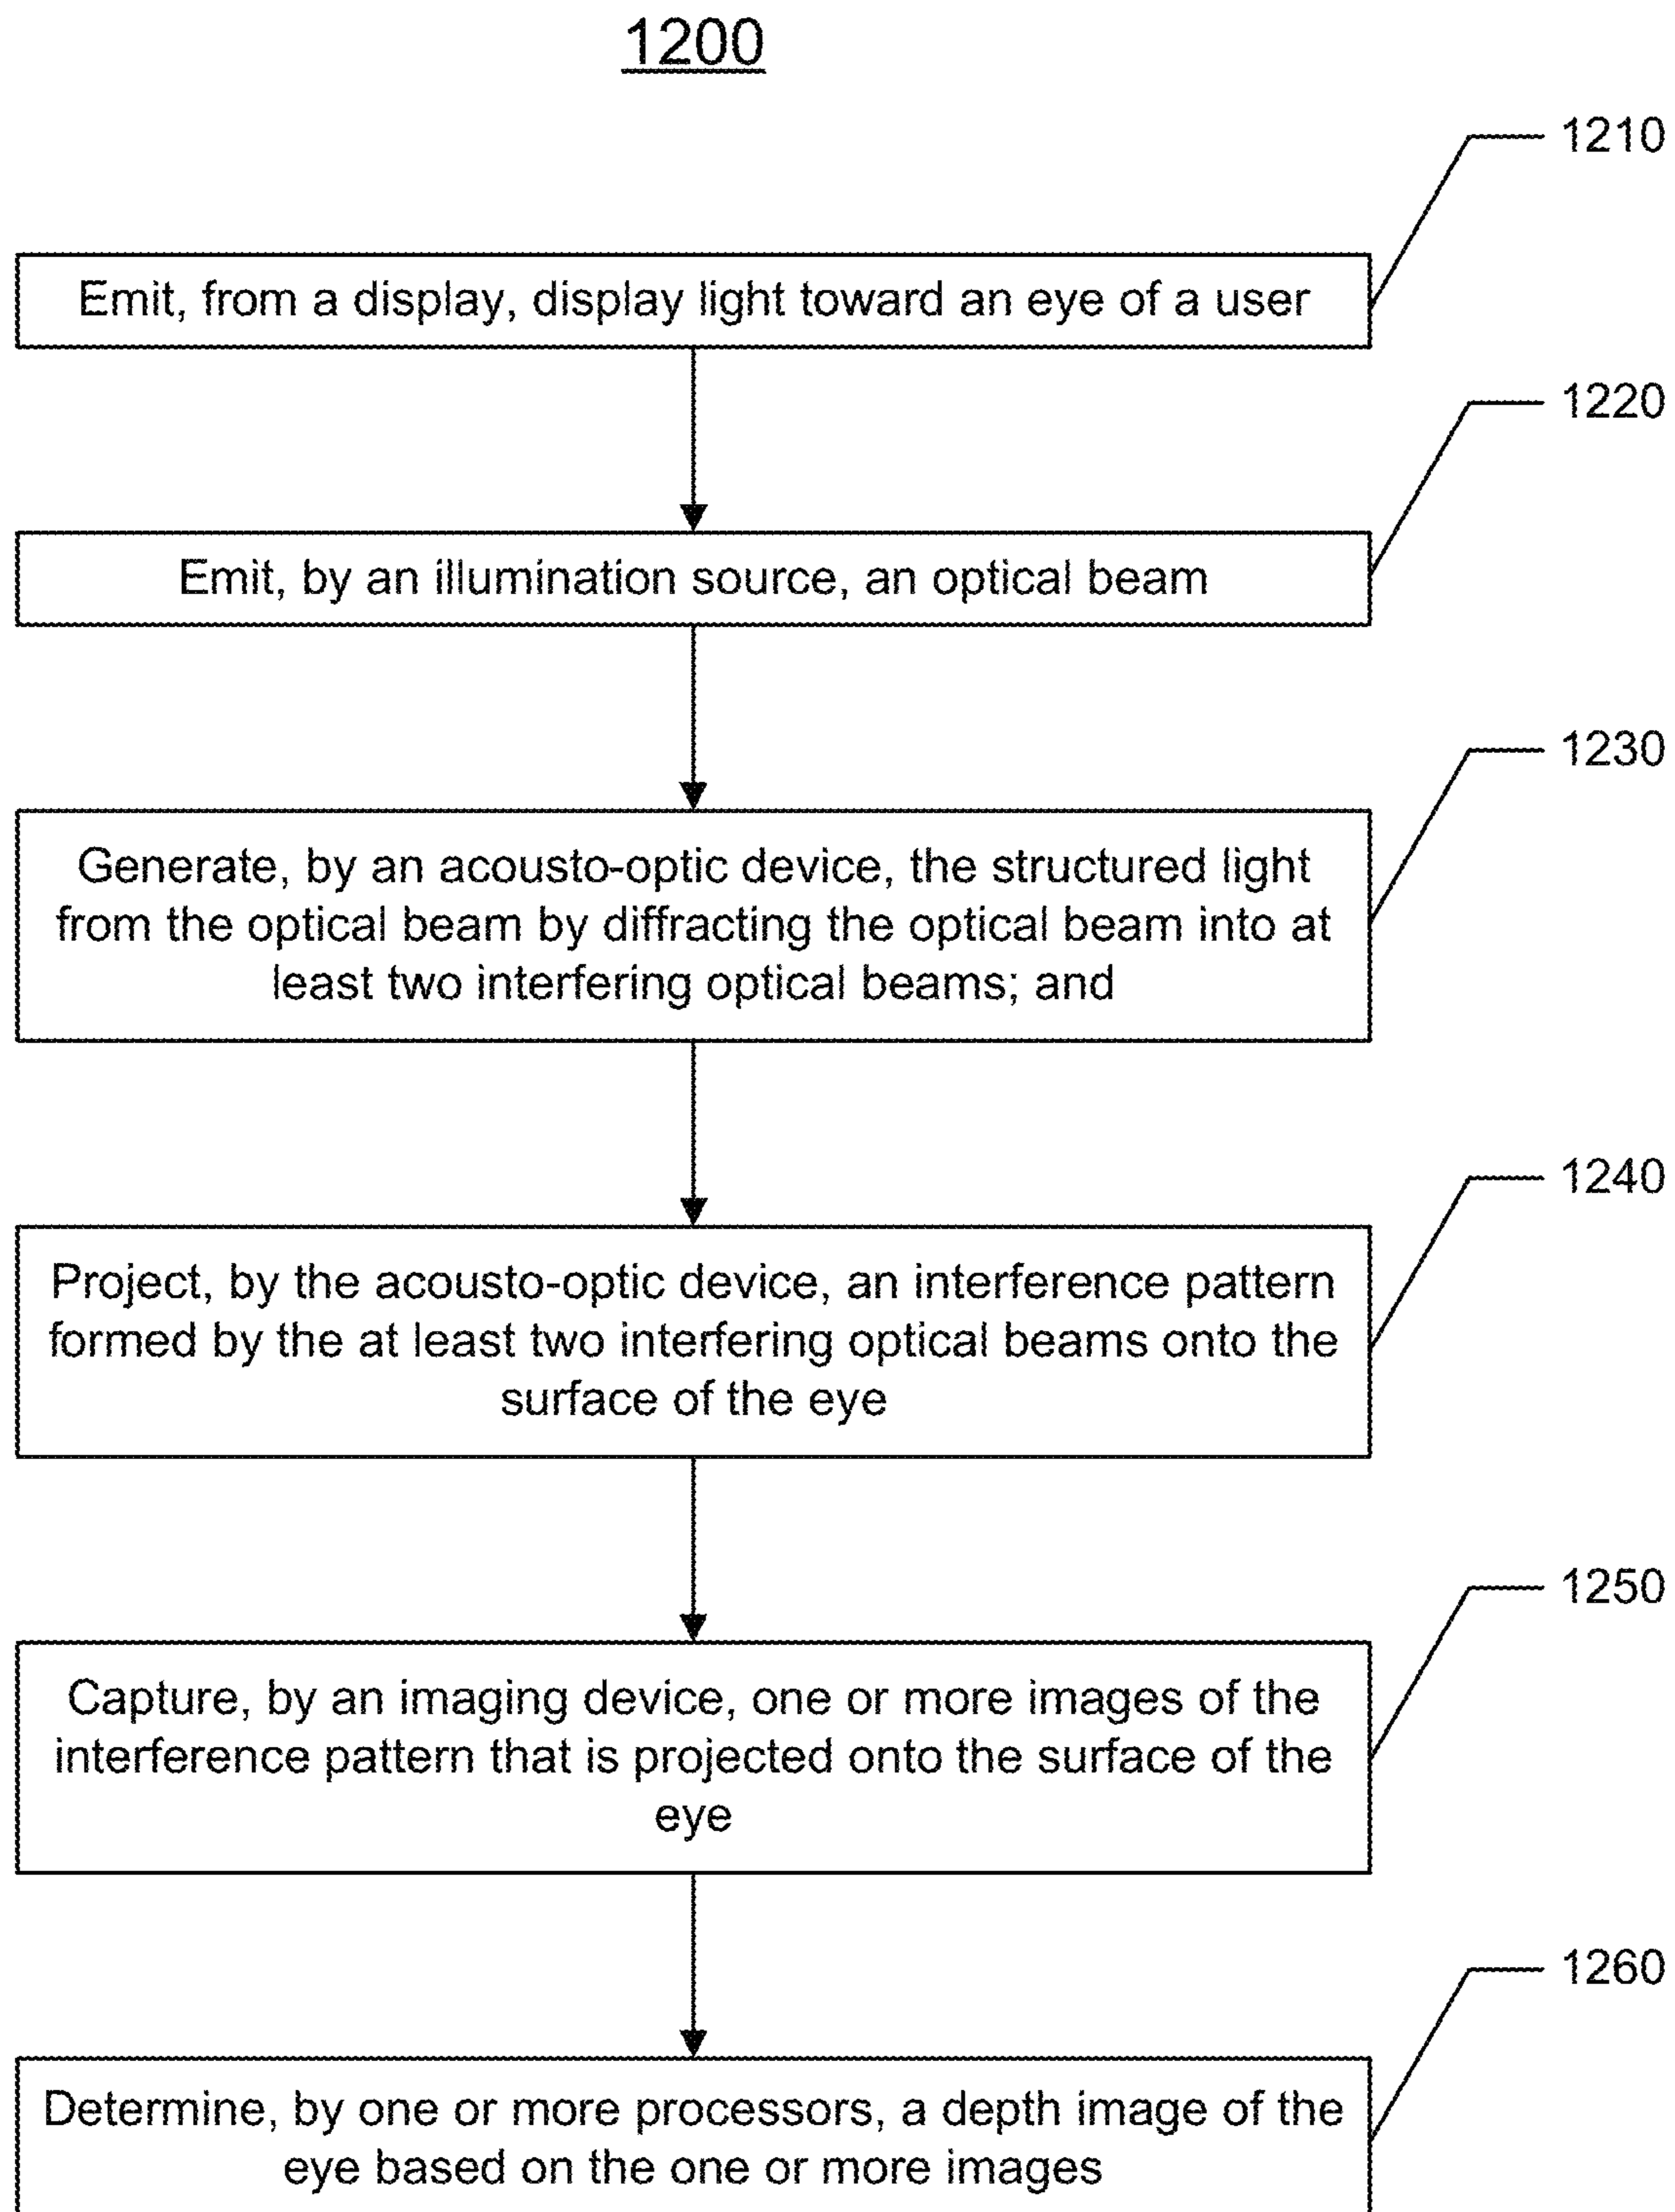 1200
1210
Emit, from a display, display light toward an eye of a user
1220
Emit, by an illumination source, an optical beam
1230
Generate, by an acousto-optic device, the structured light
from the optical beam by diffracting the optical beam into at
least two interfering optical beams; and
1240
Project, by the acousto-optic device, an interference pattern
formed by the at least two interfering optical beams onto the
surface of the eye
1250
Capture, by an imaging device, one or more images of the
interference pattern that is projected onto the surface of the
eye
1260
Determine, by one or more processors, a depth image of the
eye based on the one or more images